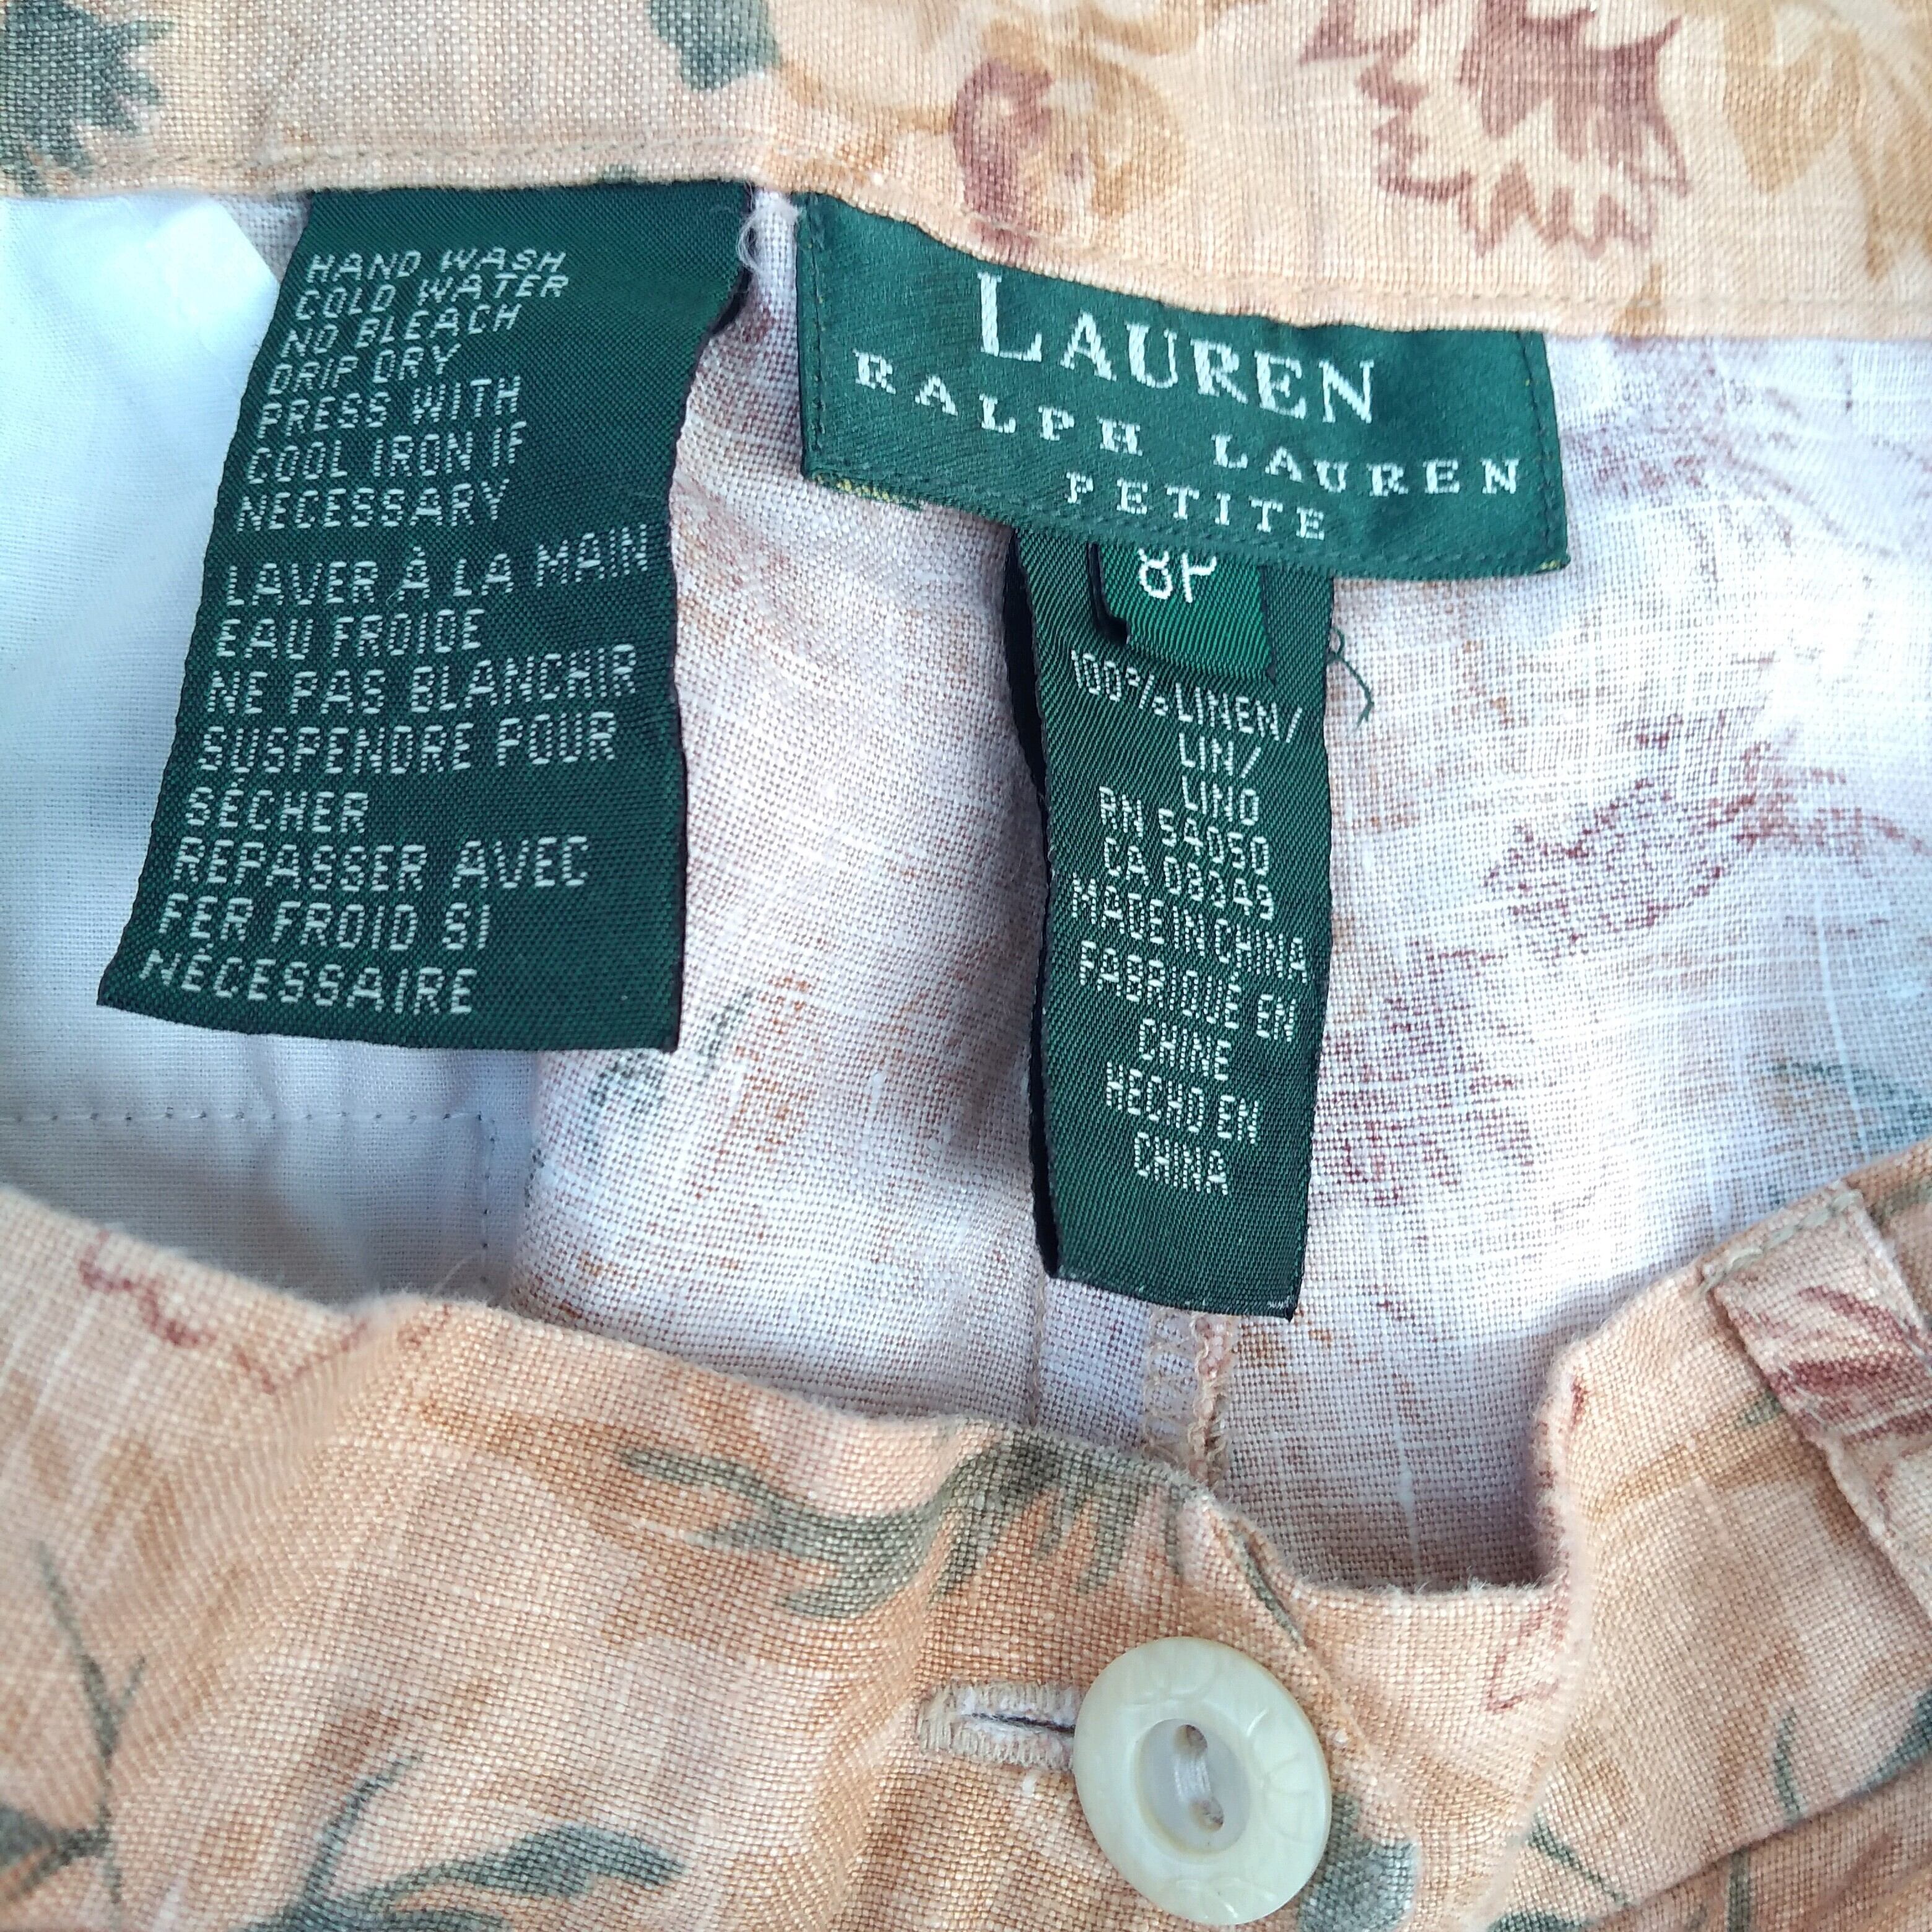 HAND WASH
COLD WATER
NO BLEACH
DRIP DRY
PRESS WITH
COOL IRON IF
NECESSARY
LAVER À LA MAIN
EAU FROIDE
NE PAS BLANCHIR
SUSPENDRE POUR
SÉCHER
REPASSER AVEC
FER FROID SI
NÉCESSAIRE
LAUREN
RALPH LAUREN
PETITE
8P
100% LINEN/
LIN/
LINO
RN 54050
CA 08343
MADE IN CHINA
FABRIQUÉ EN
CHINE
HECHO EN
CHINA